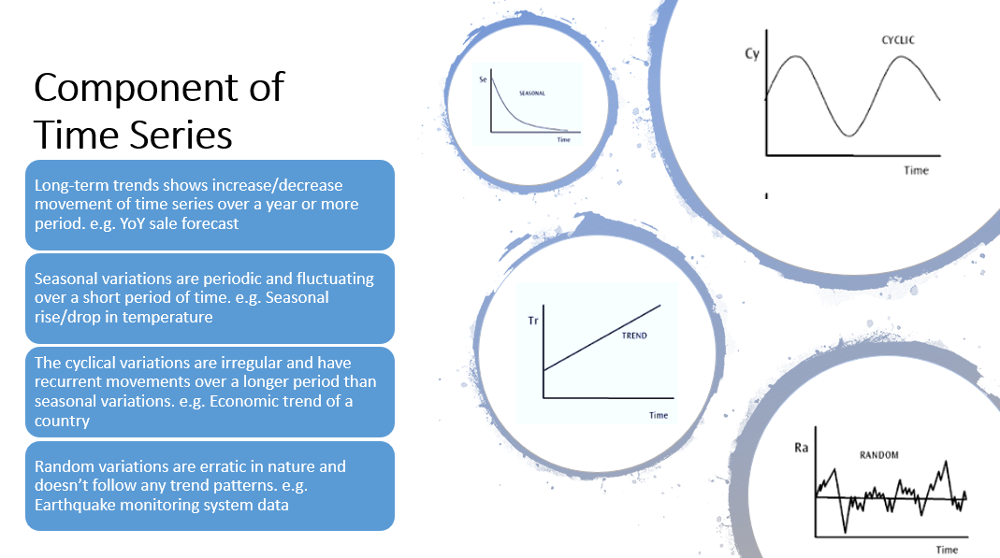 Component of
Time Series
Long-term trends shows increase/decrease
movement of time series over a year or more
period. e.g. YoY sale forecast
Seasonal variations are periodic and fluctuating
over a short period of time. e.g. Seasonal
rise/drop in temperature
The cyclical variations are irregular and have
recurrent movements over a longer period than
seasonal variations. e.g. Economic trend of a
country
Random variations are erratic in nature and
doesn’t follow any trend patterns. e.g.
Earthquake monitoring system data
Se
SEASONAL
Time
Cy
CYCLIC
Time
Tr
TREND
Time
Ra
RANDOM
Time